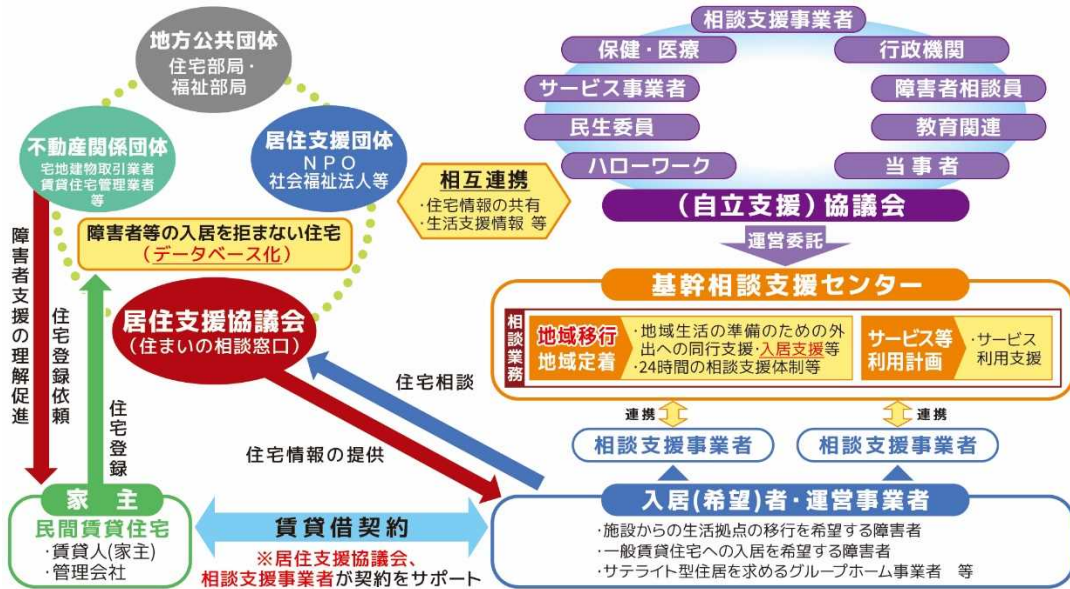 地方公共団体
住宅部局・
福祉部局
不動産関係団体
宅地建物取引業者
賃貸住宅管理業者
等
居住支援団体
ＮＰＯ
社会福祉法人等
障害者等の入居を拒まない住宅
（データベース化）
居住支援協議会
（住まいの相談窓口）
相互連携
・住宅情報の共有
・生活支援情報 等
相談支援事業者
保健・医療
行政機関
サービス事業者
障害者相談員
民生委員
教育関連
ハローワーク
当事者
（自立支援）協議会
運営委託
基幹相談支援センター
相談業務
地域移行
地域定着
・地域生活の準備のための外
出への同行支援・入居支援等
・24時間の相談支援体制等
サービス等
利用計画
・サービス
利用支援
連携
連携
相談支援事業者
相談支援事業者
障害者支援の理解促進
住宅登録依頼
住宅登録
住宅相談
住宅情報の提供
家主
民間賃貸住宅
・賃貸人(家主)
・管理会社
賃貸借契約
※居住支援協議会、
相談支援事業者が契約をサポート
入居(希望)者・運営事業者
・施設からの生活拠点の移行を希望する障害者
・一般賃貸住宅への入居を希望する障害者
・サテライト型住居を求めるグループホーム事業者 等